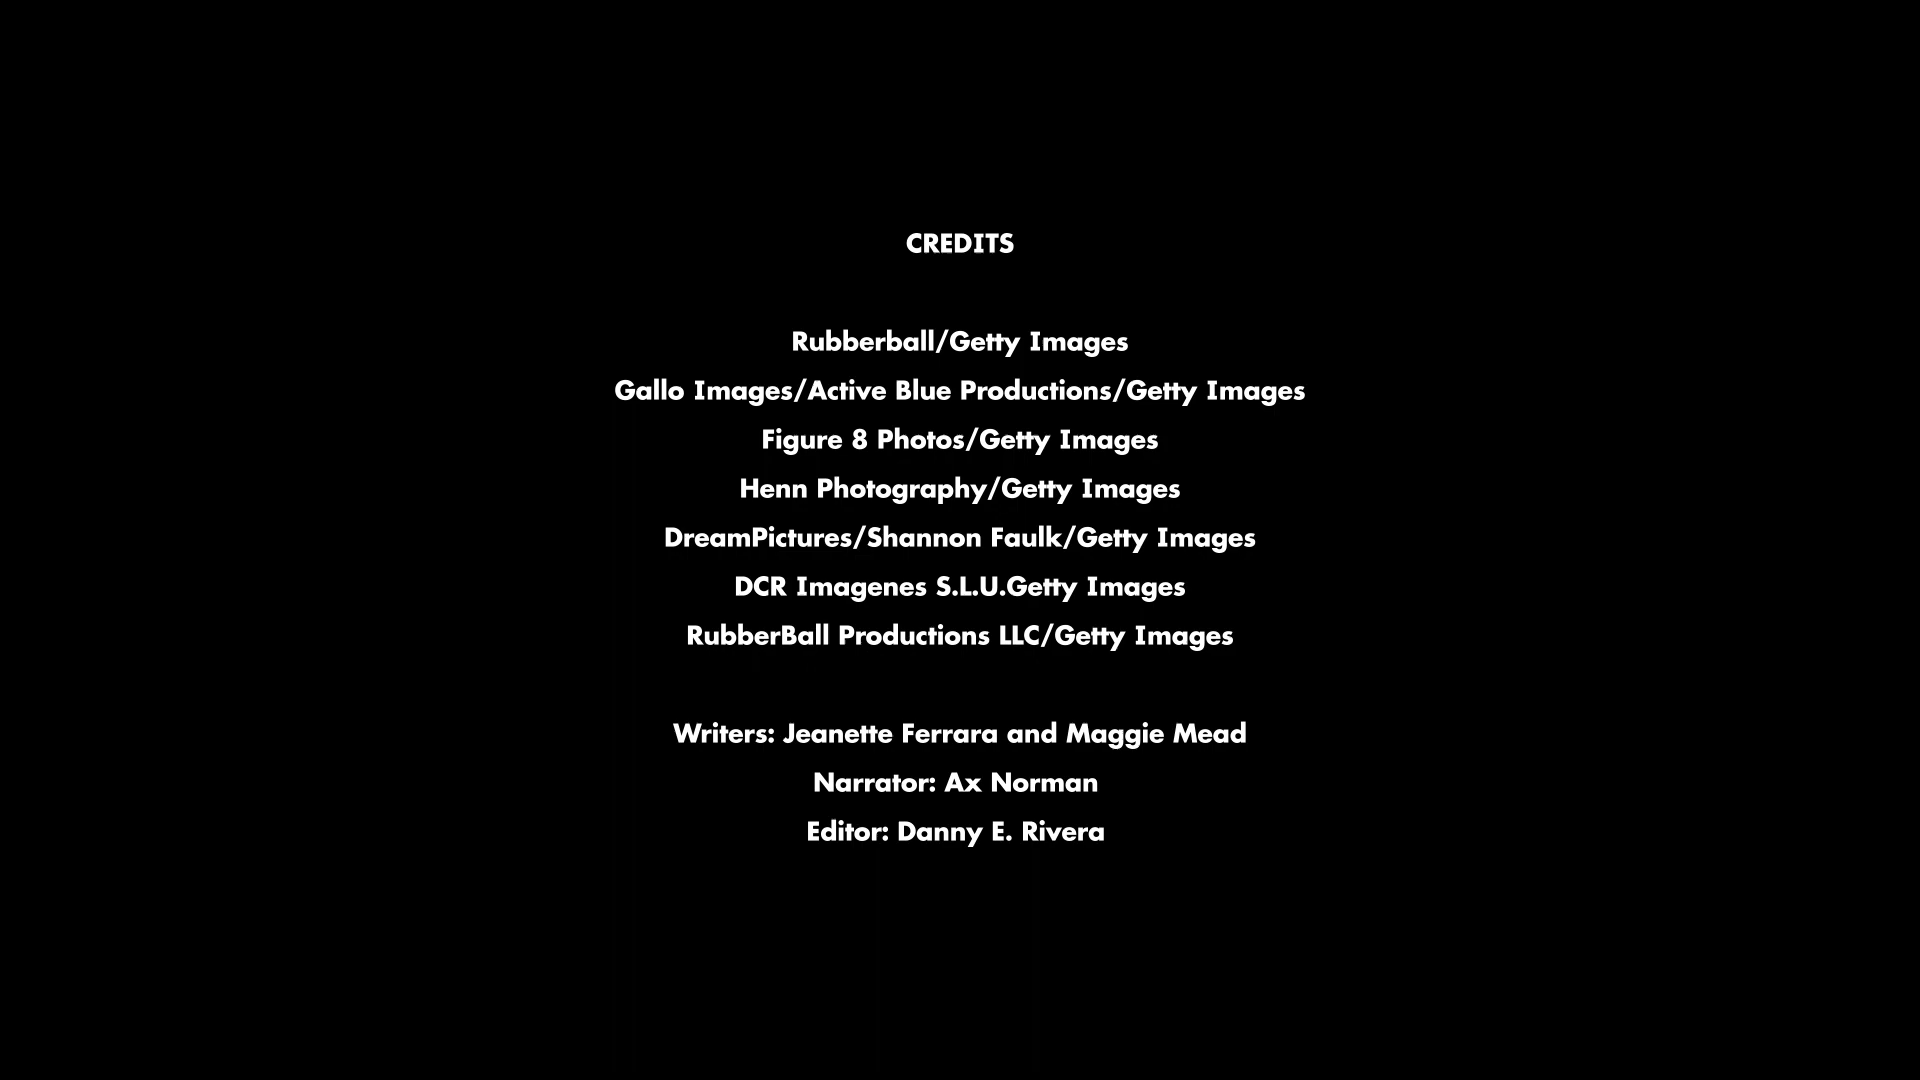 CREDITS
Rubberball/Getty Images
Gallo Images/Active Blue Productions/Getty Images
Figure 8 Photos/Getty Images
Henn Photography/Getty Images
DreamPictures/Shannon Faulk/Getty Images
DCR Imagenes S.L.U.Getty Images
RubberBall Productions LLC/Getty Images
Writers: Jeanette Ferrara and Maggie Mead
Narrator: Ax Norman
Editor: Danny E. Rivera